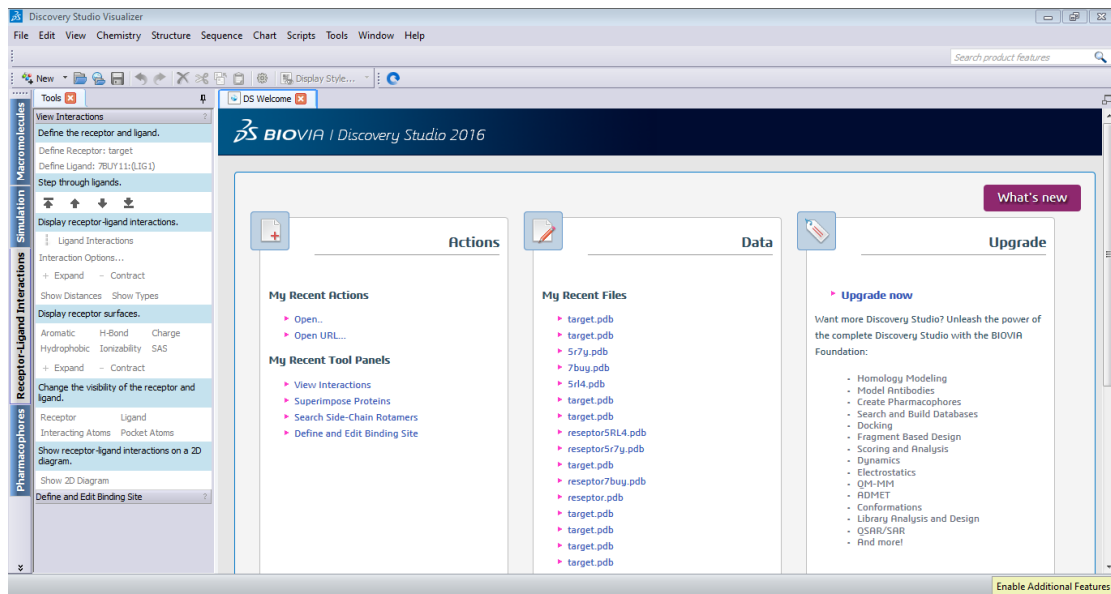 Discovery Studio Visualizer
File Edit View Chemistry Structure Sequence Chart Scripts Tools Window Help
Search product features
New Display Style...
Tools
DS Welcome
Macromolecules
Simulation
Receptor-Ligand Interactions
Pharmacophores
View Interactions ?
Define the receptor and ligand.
Define Receptor: target
Define Ligand: 7BUY11:(LIG1)
Step through ligands.
Display receptor-ligand interactions.
Ligand Interactions
Interaction Options...
+ Expand - Contract
Show Distances Show Types
Display receptor surfaces.
Aromatic H-Bond Charge
Hydrophobic Ionizability SAS
+ Expand - Contract
Change the visibility of the receptor and
ligand.
Receptor Ligand
Interacting Atoms Pocket Atoms
Show receptor-ligand interactions on a 2D
diagram.
Show 2D Diagram
Define and Edit Binding Site ?
BIOVIA | Discovery Studio 2016
What's new
Actions
My Recent Actions
Open..
Open URL...
My Recent Tool Panels
View Interactions
Superimpose Proteins
Search Side-Chain Rotamers
Define and Edit Binding Site
Data
My Recent Files
target.pdb
target.pdb
5r7y.pdb
7buy.pdb
5rl4.pdb
target.pdb
target.pdb
reseptor5RL4.pdb
reseptor5r7y.pdb
target.pdb
reseptor7buy.pdb
reseptor.pdb
target.pdb
target.pdb
target.pdb
target.pdb
Upgrade
Upgrade now
Want more Discovery Studio? Unleash the power of
the complete Discovery Studio with the BIOVIA
Foundation:
- Homology Modeling
- Model Antibodies
- Create Pharmacophores
- Search and Build Databases
- Docking
- Fragment Based Design
- Scoring and Analysis
- Dynamics
- Electrostatics
- QM-MM
- ADMET
- Conformations
- Library Analysis and Design
- QSAR/SAR
- And more!
Enable Additional Features